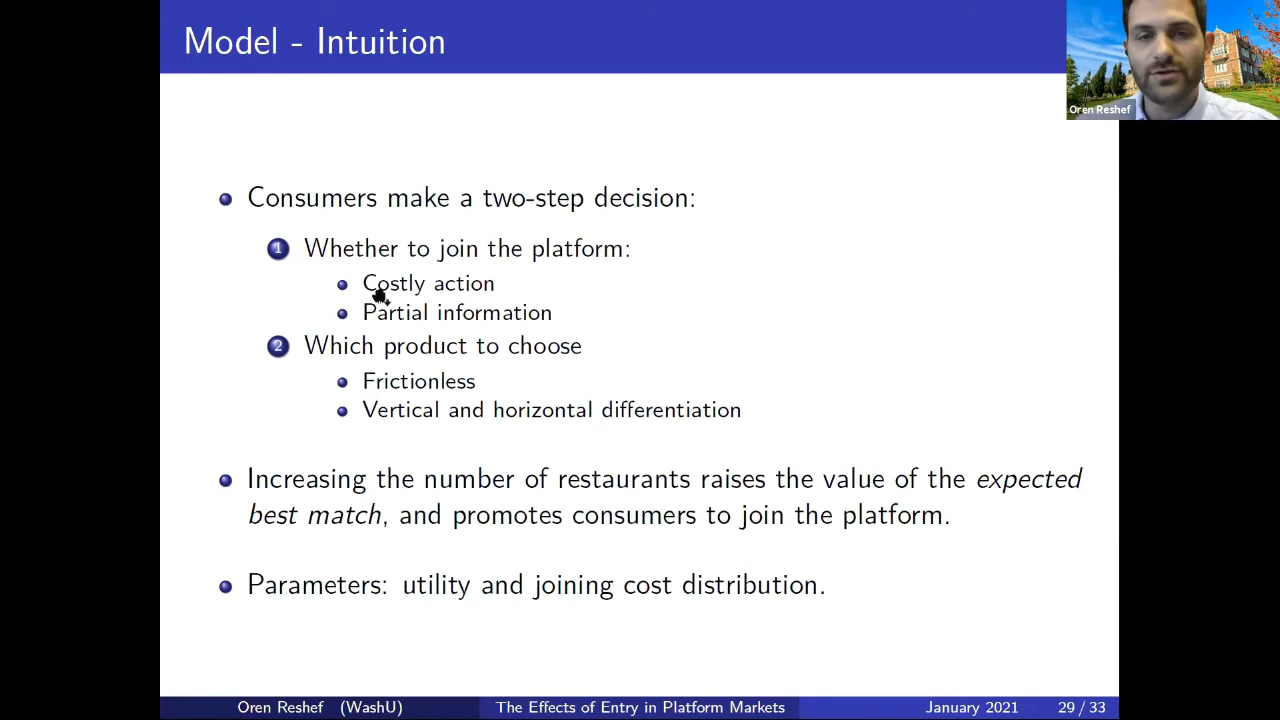 Model - Intuition
Oren Reshef
Consumers make a two-step decision:
1 Whether to join the platform:
Costly action
Partial information
2 Which product to choose
Frictionless
Vertical and horizontal differentiation
Increasing the number of restaurants raises the value of the expected
best match, and promotes consumers to join the platform.
Parameters: utility and joining cost distribution.
Oren Reshef (WashU) The Effects of Entry in Platform Markets January 2021 29 / 33